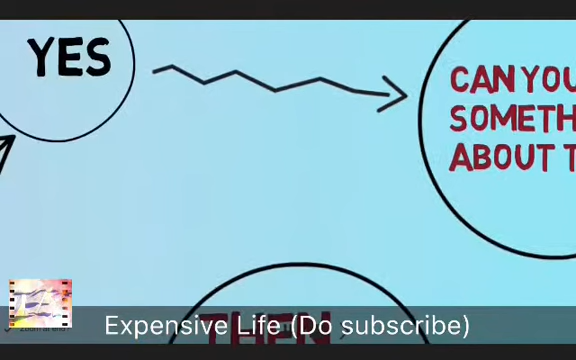 YES
CAN YOU
SOMETH
ABOUT T
THEN
Expensive Life (Do subscribe)